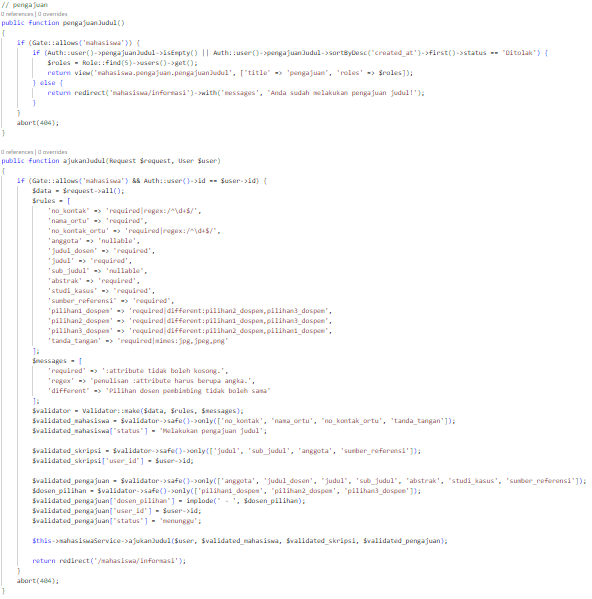 // pengajuan
0 references | 0 overrides
public function pengajuanJudul()
{
if (Gate::allows('mahasiswa')) {
if (Auth::user()->pengajuanJudul->isEmpty() || Auth::user()->pengajuanJudul->sortByDesc('created_at')->first()->status == 'Ditolak') {
$roles = Role::find(5)->users()->get();
return view('mahasiswa.pengajuan.pengajuanJudul', ['title' => 'pengajuan', 'roles' => $roles]);
} else {
return redirect('mahasiswa/informasi')->with('messages', 'Anda sudah melakukan pengajuan judul!');
}
}
abort(404);
}
0 references | 0 overrides
public function ajukanJudul(Request $request, User $user)
{
if (Gate::allows('mahasiswa') && Auth::user()->id == $user->id) {
$data = $request->all();
$rules = [
'no_kontak' => 'required|regex:/^\d+$/',
'nama_ortu' => 'required',
'no_kontak_ortu' => 'required|regex:/^\d+$/',
'anggota' => 'nullable',
'judul_dosen' => 'required',
'judul' => 'required',
'sub_judul' => 'nullable',
'abstrak' => 'required',
'studi_kasus' => 'required',
'sumber_referensi' => 'required',
'pilihan1_dospem' => 'required|different:pilihan2_dospem,pilihan3_dospem',
'pilihan2_dospem' => 'required|different:pilihan1_dospem,pilihan3_dospem',
'pilihan3_dospem' => 'required|different:pilihan2_dospem,pilihan1_dospem',
'tanda_tangan' => 'required|mimes:jpg,jpeg,png'
];
$messages = [
'required' => ':attribute tidak boleh kosong.',
'regex' => 'penulisan :attribute harus berupa angka.',
'different' => 'Pilihan dosen pembimbing tidak boleh sama'
];
$validator = Validator::make($data, $rules, $messages);
$validated_mahasiswa = $validator->safe()->only(['no_kontak', 'nama_ortu', 'no_kontak_ortu', 'tanda_tangan']);
$validated_mahasiswa['status'] = 'Melakukan pengajuan judul';
$validated_skripsi = $validator->safe()->only(['judul', 'sub_judul', 'anggota', 'sumber_referensi']);
$validated_skripsi['user_id'] = $user->id;
$validated_pengajuan = $validator->safe()->only(['anggota', 'judul_dosen', 'judul', 'sub_judul', 'abstrak', 'studi_kasus', 'sumber_referensi']);
$dosen_pilihan = $validator->safe()->only(['pilihan1_dospem', 'pilihan2_dospem', 'pilihan3_dospem']);
$validated_pengajuan['dosen_pilihan'] = implode(' - ', $dosen_pilihan);
$validated_pengajuan['user_id'] = $user->id;
$validated_pengajuan['status'] = 'menunggu';
$this->mahasiswaService->ajukanJudul($user, $validated_mahasiswa, $validated_skripsi, $validated_pengajuan);
return redirect('/mahasiswa/informasi');
}
abort(404);
}